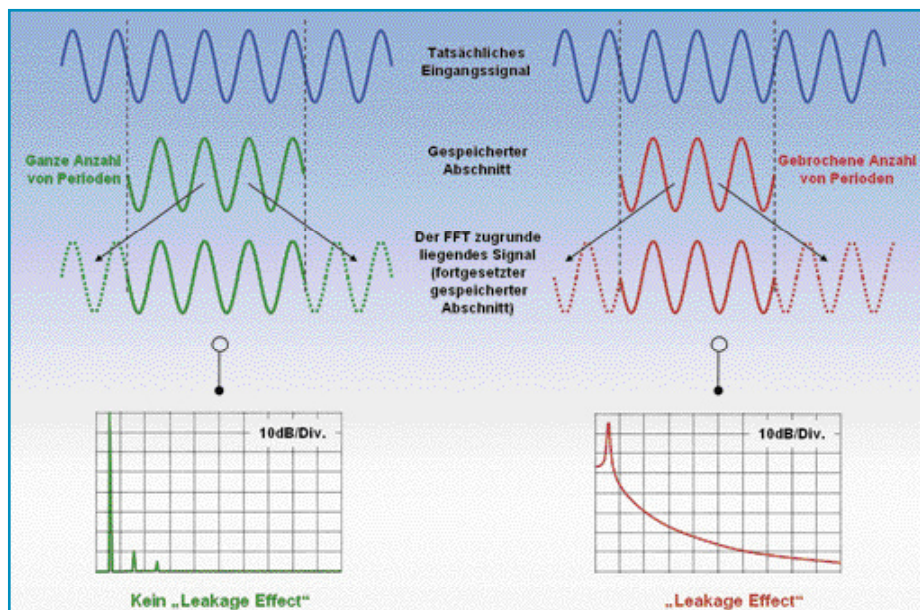 Tatsächliches
Eingangssignal
Ganze Anzahl
von Perioden
Gespeicherter
Abschnitt
Gebrochene Anzahl
von Perioden
Der FFT zugrunde
liegendes Signal
(fortgesetzter
gespeicherter
Abschnitt)
10dB/Div.
10dB/Div.
Kein „Leakage Effect"
„Leakage Effect"